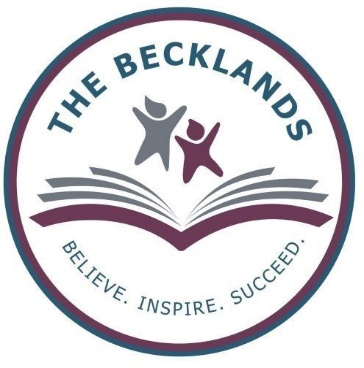 THE BECKLANDS
BELIEVE. INSPIRE. SUCCEED.